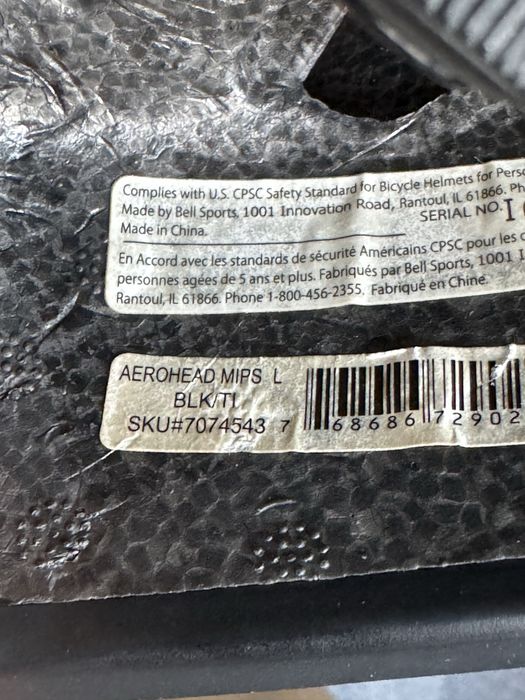 Complies with U.S. CPSC Safety Standard for Bicycle Helmets for
Made by Bell Sports, 1001 Innovation Road, Rantoul, IL 61866.
SERIAL NO.
Made in China.
En Accord avec les standards de sécurité Américains CPSC pour les
personnes agées de 5 ans et plus. Fabriqués par Bell Sports, 1001
Rantoul, IL 61866. Phone 1-800-456-2355. Fabriqué en Chine.
AEROHEAD MIPS L
BLK/TI
SKU#7074543
7 68686 72902